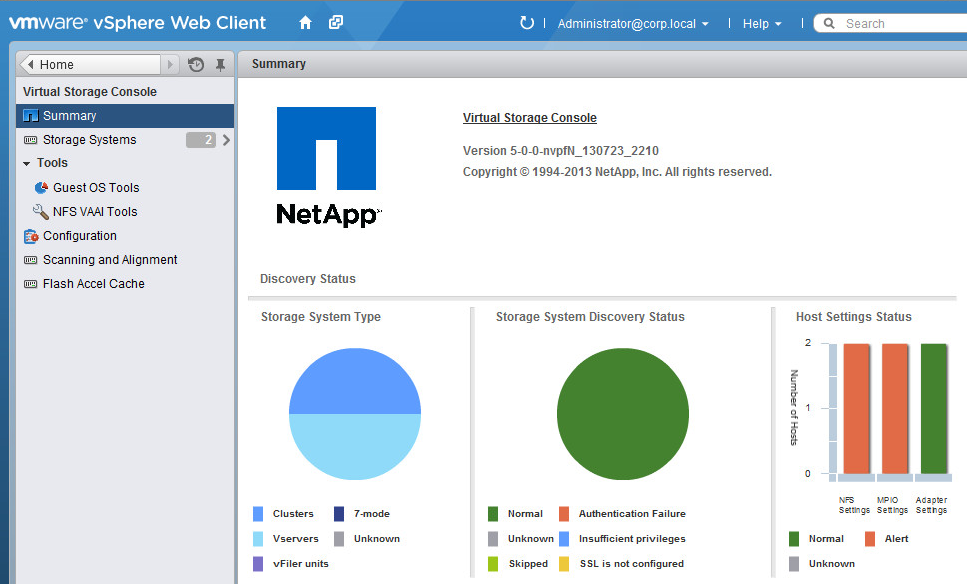 vmware® vSphere Web Client
Administrator@corp.local
Help
Search
Home
Summary
Virtual Storage Console
Summary
Storage Systems 2
Tools
Guest OS Tools
NFS VAAI Tools
Configuration
Scanning and Alignment
Flash Accel Cache
NetApp™
Virtual Storage Console
Version 5-0-0-nvpfN_130723_2210
Copyright © 1994-2013 NetApp, Inc. All rights reserved.
Discovery Status
Storage System Type
Clusters
7-mode
Vservers
Unknown
vFiler units
Storage System Discovery Status
Normal
Authentication Failure
Unknown
Insufficient privileges
Skipped
SSL is not configured
Host Settings Status
Number of Hosts
2
1
0
NFS
Settings
MPIO
Settings
Adapter
Settings
Normal
Alert
Unknown